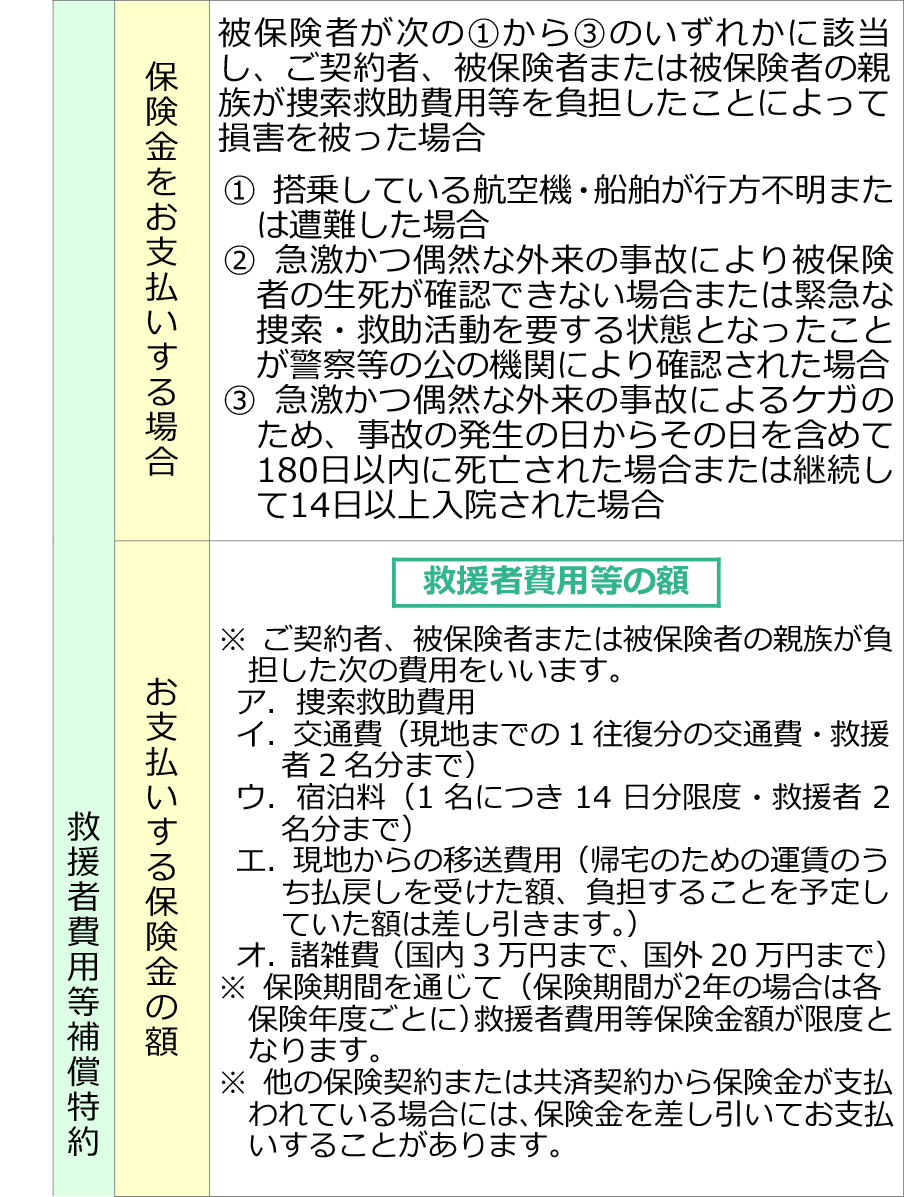 救援者費用等補償特約
保険金をお支払いする場合
被保険者が次の①から③のいずれかに該当
し、ご契約者、被保険者または被保険者の親
族が捜索救助費用等を負担したことによって
損害を被った場合
① 搭乗している航空機・船舶が行方不明また
は遭難した場合
② 急激かつ偶然な外来の事故により被保険
者の生死が確認できない場合または緊急な
捜索・救助活動を要する状態となったこと
が警察等の公の機関により確認された場合
③ 急激かつ偶然な外来の事故によるケガの
ため、事故の発生の日からその日を含めて
180日以内に死亡された場合または継続し
て14日以上入院された場合
お支払いする保険金の額
救援者費用等の額
※ ご契約者、被保険者または被保険者の親族が負
担した次の費用をいいます。
ア．捜索救助費用
イ．交通費（現地までの１往復分の交通費・救援
者２名分まで）
ウ．宿泊料（1 名につき 14 日分限度・救援者 2
名分まで）
エ．現地からの移送費用（帰宅のための運賃のう
ち払戻しを受けた額、負担することを予定し
ていた額は差し引きます。）
オ．諸雑費（国内３万円まで、国外 20 万円まで）
※ 保険期間を通じて（保険期間が2年の場合は各
保険年度ごとに）救援者費用等保険金額が限度と
なります。
※ 他の保険契約または共済契約から保険金が支払
われている場合には、保険金を差し引いてお支払
いすることがあります。